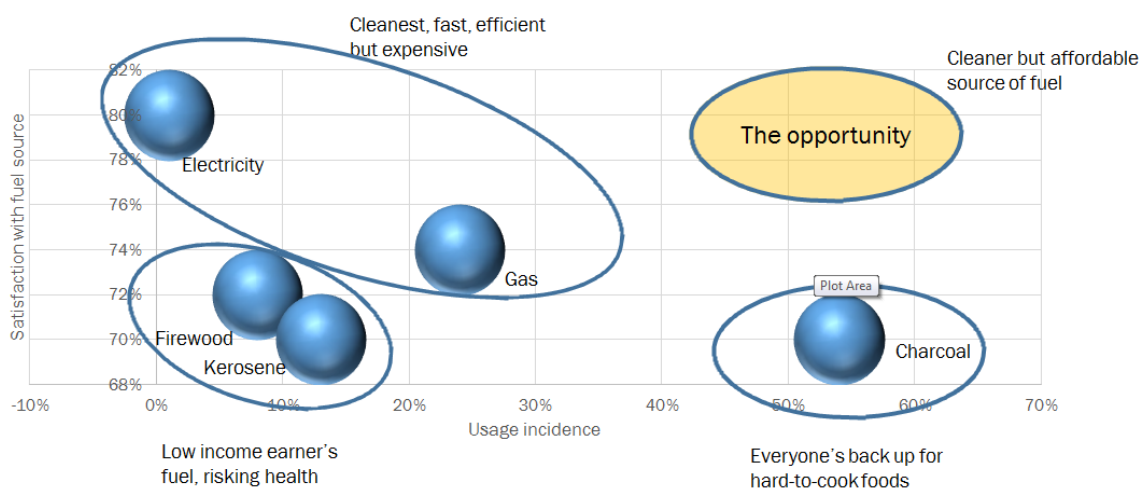 Cleanest, fast, efficient
but expensive
Cleaner but affordable
source of fuel
Satisfaction with fuel source
82%
80%
78%
76%
74%
72%
70%
68%
Electricity
The opportunity
Gas
Plot Area
Firewood
Kerosene
Charcoal
-10% 0% 10% 20% 30% 40% 50% 60% 70%
Usage incidence
Low income earner's
fuel, risking health
Everyone's back up for
hard-to-cook foods